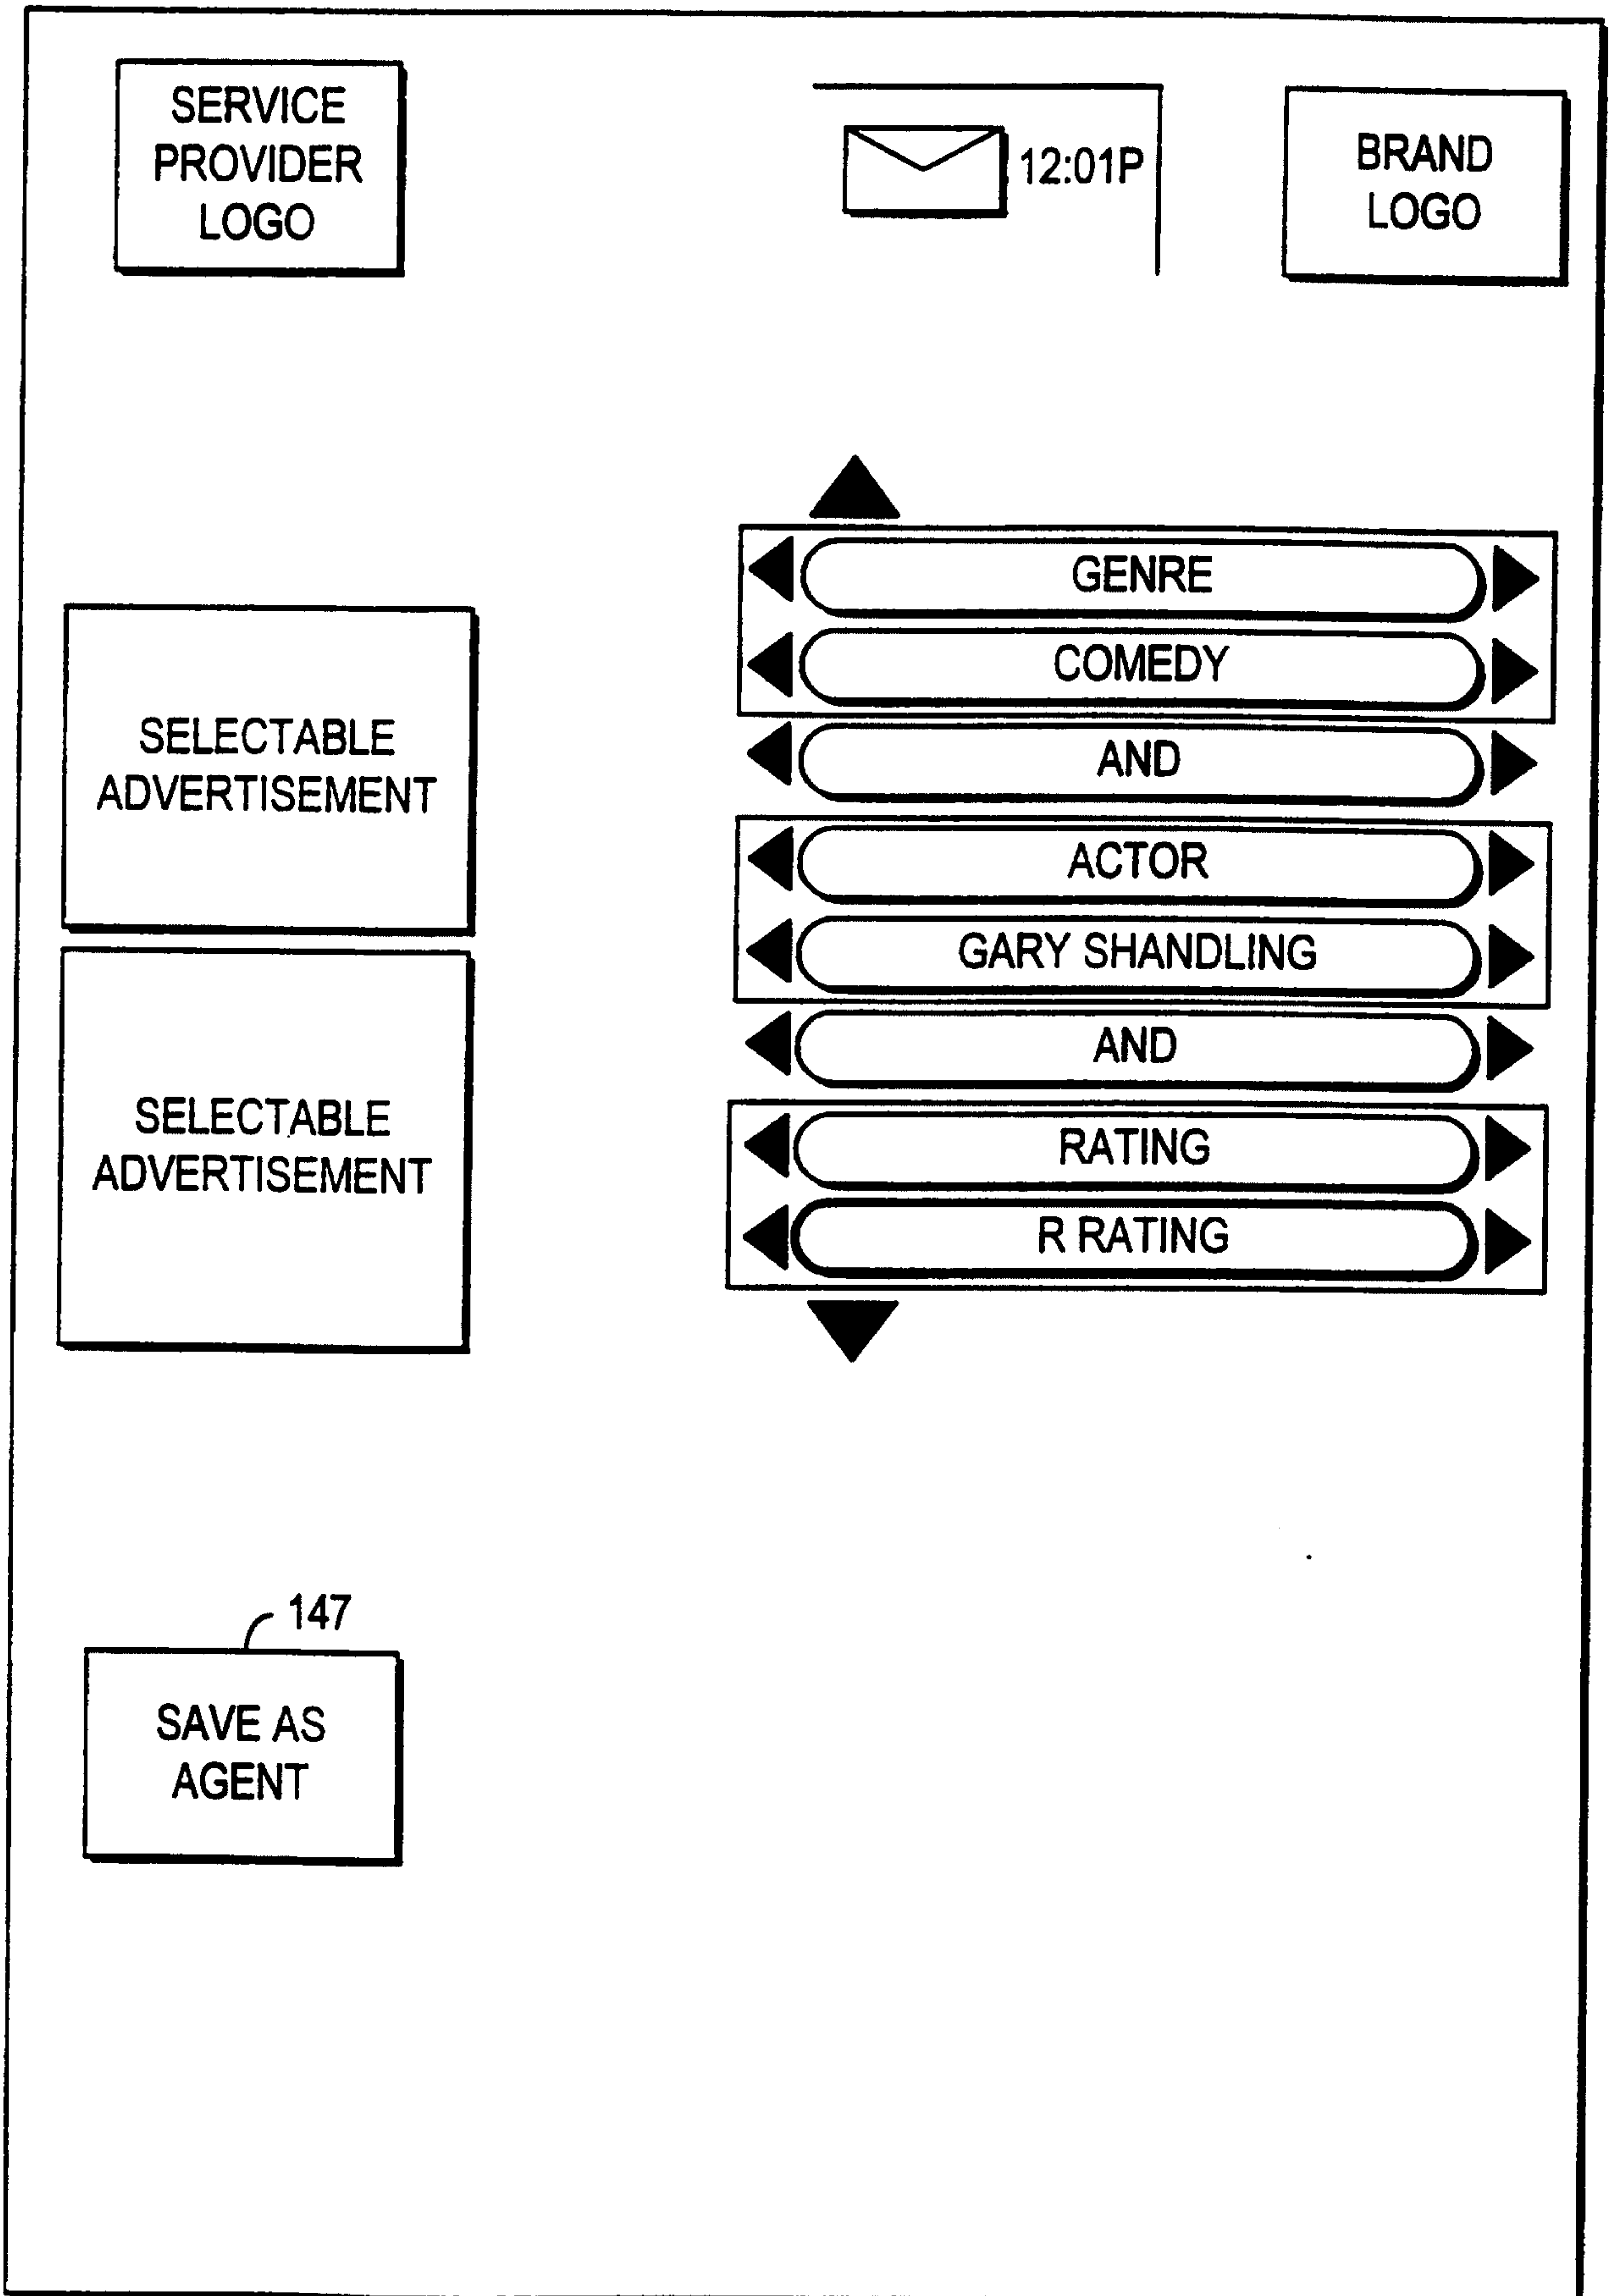 SERVICE
PROVIDER
LOGO
12:01P
BRAND
LOGO
GENRE
COMEDY
AND
ACTOR
GARY SHANDLING
AND
RATING
R RATING
SELECTABLE
ADVERTISEMENT
SELECTABLE
ADVERTISEMENT
147
SAVE AS
AGENT